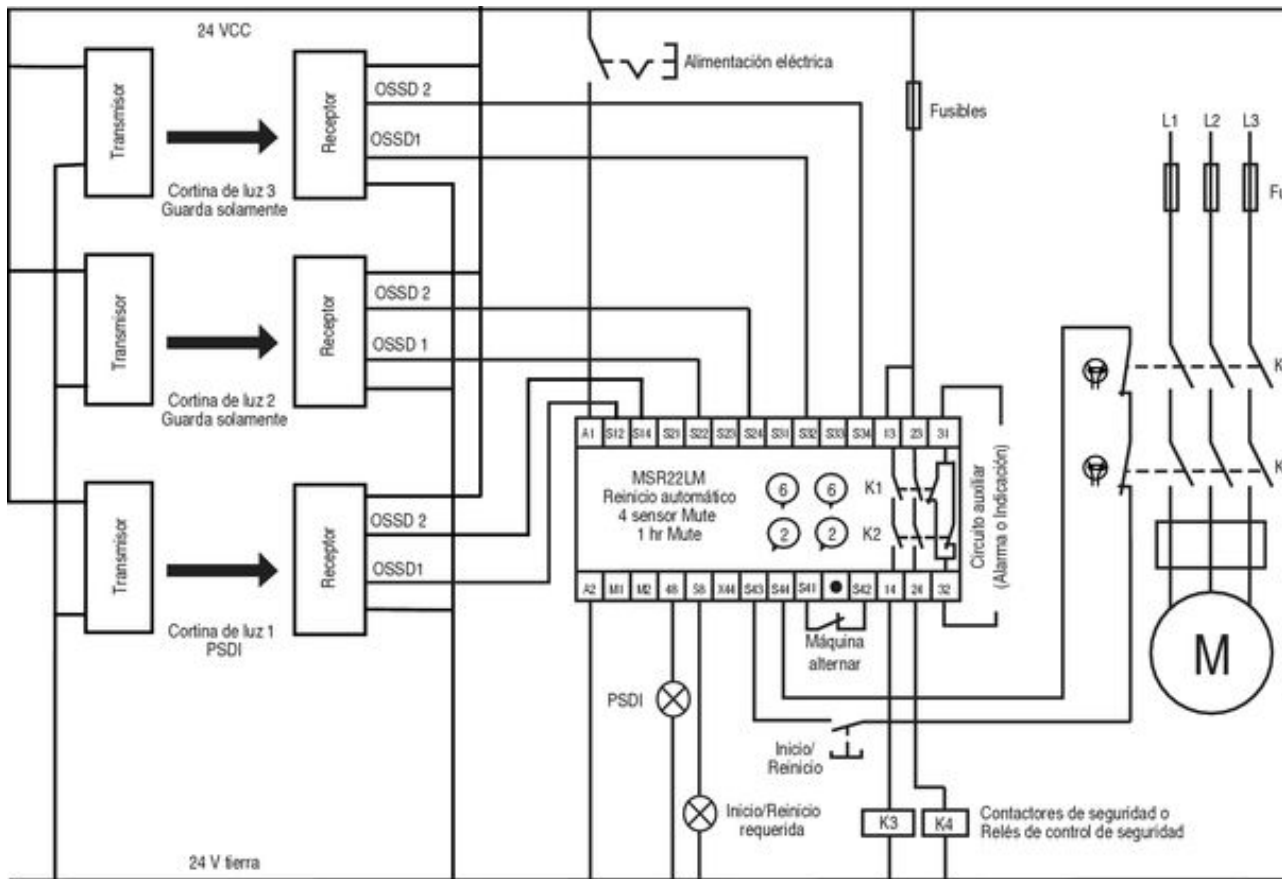 24 VCC
Transmisor
Receptor
OSSD 2
OSSD1
Cortina de luz 3
Guarda solamente
Alimentación eléctrica
Fusibles
L1 L2 L3
Fu
Transmisor
Receptor
OSSD 2
OSSD 1
Cortina de luz 2
Guarda solamente
K
K
A1 S12 S14 S21 S22 S23 S24 S31 S32 S33 S34 13 23 31
MSR22LM
Reinicio automático
4 sensor Mute
1 hr Mute
6 6 K1
2 2 K2
Circuito auxiliar
(Alarma o Indicación)
A2 M1 M2 48 S8 X44 S43 S44 S41 S42 14 24 32
Transmisor
Receptor
OSSD 2
OSSD1
Cortina de luz 1
PSDI
Máquina
alternar
M
PSDI
Inicio/
Reinicio
Inicio/Reinicio
requerida
K3 K4
Contactores de seguridad o
Relés de control de seguridad
24 V tierra